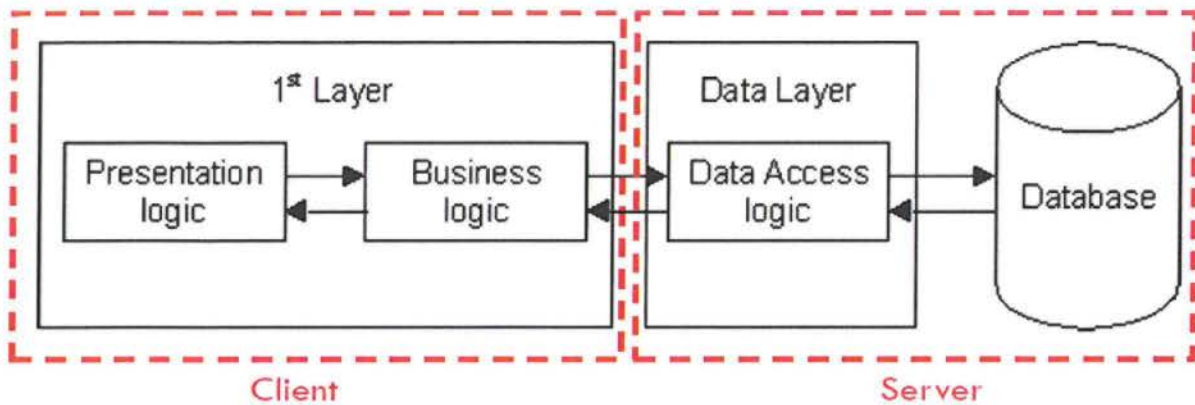 1st Layer
Data Layer
Presentation
logic
Business
logic
Data Access
logic
Database
Client
Server